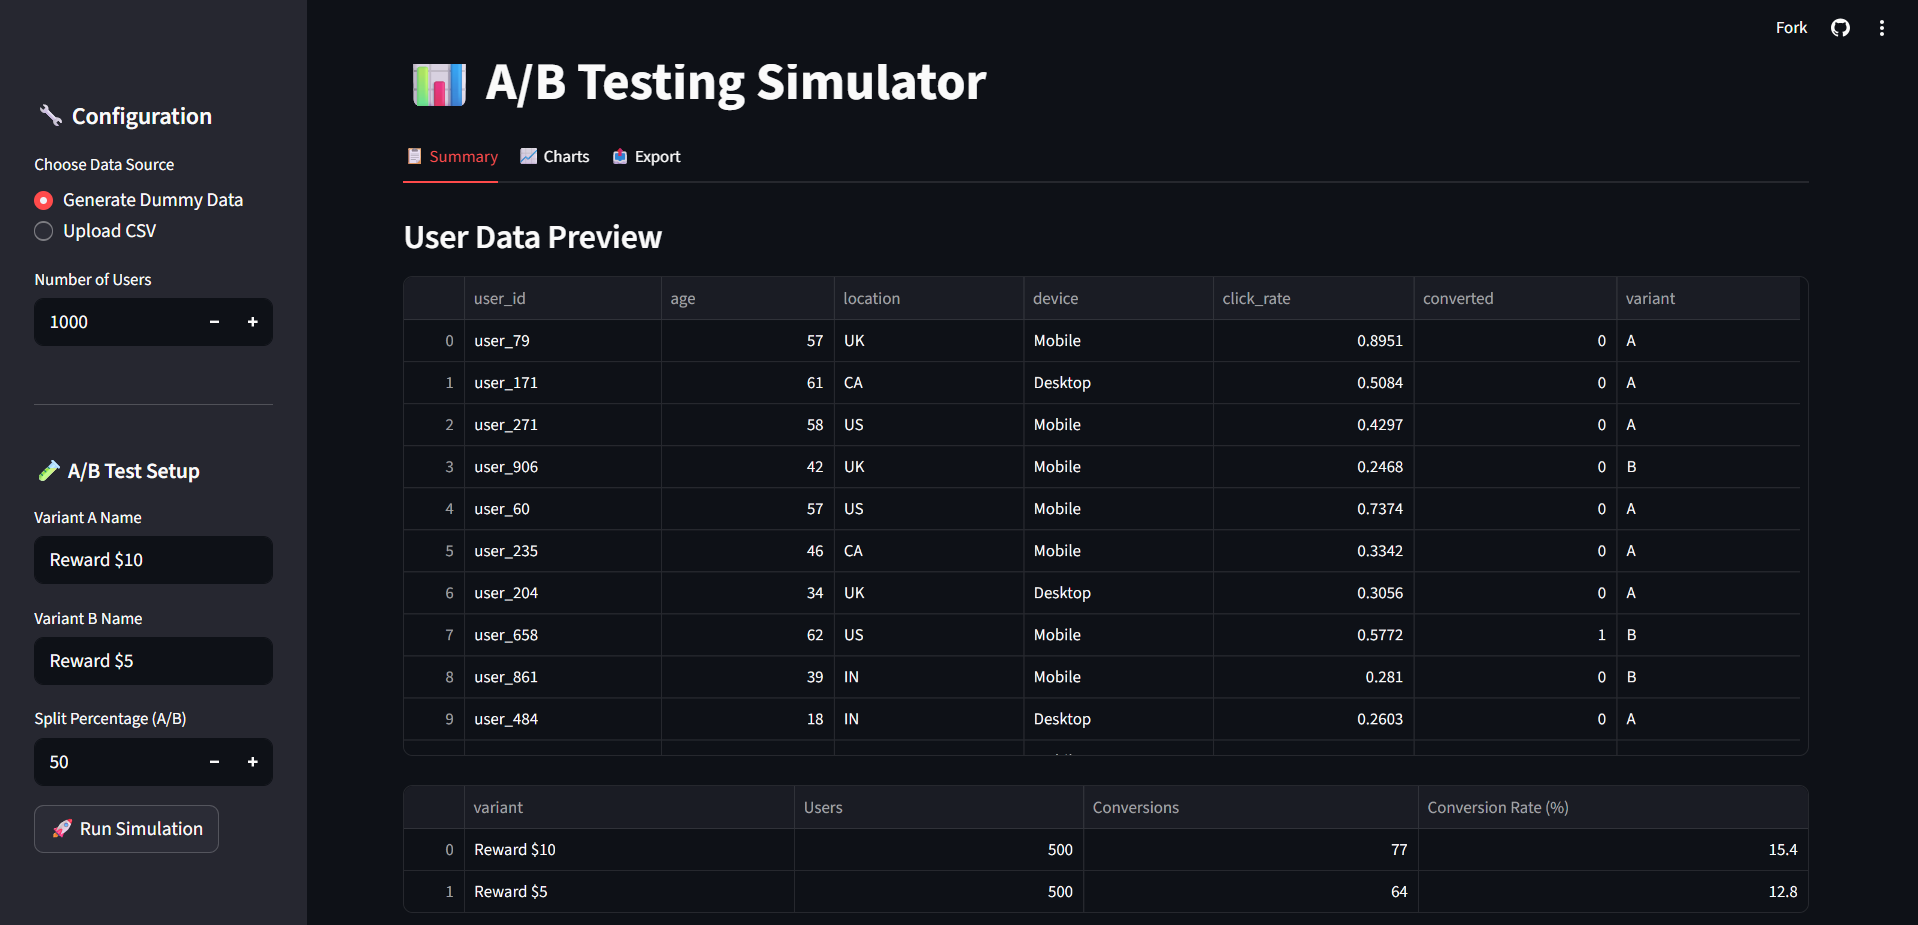 Fork
Configuration
Choose Data Source
Generate Dummy Data
Upload CSV
Number of Users
1000
A/B Test Setup
Variant A Name
Reward $10
Variant B Name
Reward $5
Split Percentage (A/B)
50
Run Simulation
A/B Testing Simulator
Summary Charts Export
User Data Preview
user_id age location device click_rate converted variant
0 user_79 57 UK Mobile 0.8951 0 A
1 user_171 61 CA Desktop 0.5084 0 A
2 user_271 58 US Mobile 0.4297 0 A
3 user_906 42 UK Mobile 0.2468 0 B
4 user_60 57 US Mobile 0.7374 0 A
5 user_235 46 CA Mobile 0.3342 0 A
6 user_204 34 UK Desktop 0.3056 0 A
7 user_658 62 US Mobile 0.5772 1 B
8 user_861 39 IN Mobile 0.281 0 B
9 user_484 18 IN Desktop 0.2603 0 A
variant Users Conversions Conversion Rate (%)
0 Reward $10 500 77 15.4
1 Reward $5 500 64 12.8